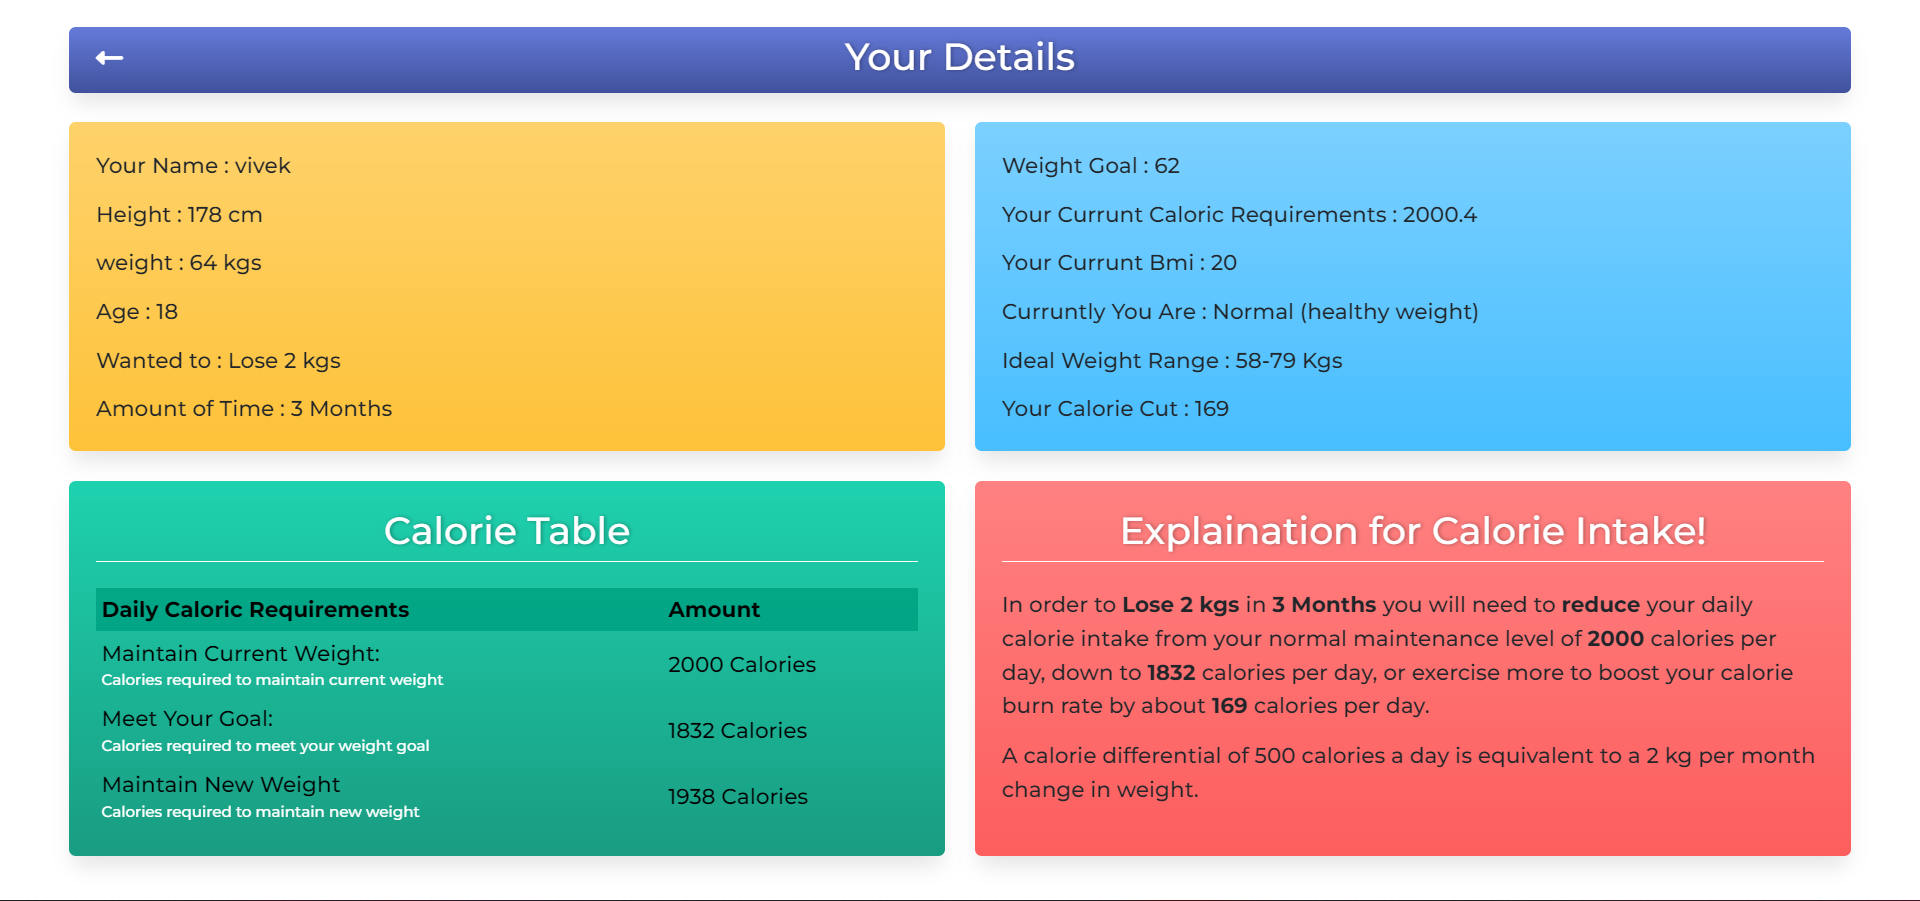 Your Details
Your Name : vivek
Height : 178 cm
weight : 64 kgs
Age : 18
Wanted to : Lose 2 kgs
Amount of Time : 3 Months
Weight Goal : 62
Your Currunt Caloric Requirements : 2000.4
Your Currunt Bmi : 20
Curruntly You Are : Normal (healthy weight)
Ideal Weight Range : 58-79 Kgs
Your Calorie Cut : 169
Calorie Table
Daily Caloric Requirements Amount
Maintain Current Weight:
Calories required to maintain current weight
2000 Calories
Meet Your Goal:
Calories required to meet your weight goal
1832 Calories
Maintain New Weight
Calories required to maintain new weight
1938 Calories
Explaination for Calorie Intake!
In order to Lose 2 kgs in 3 Months you will need to reduce your daily
calorie intake from your normal maintenance level of 2000 calories per
day, down to 1832 calories per day, or exercise more to boost your calorie
burn rate by about 169 calories per day.
A calorie differential of 500 calories a day is equivalent to a 2 kg per month
change in weight.